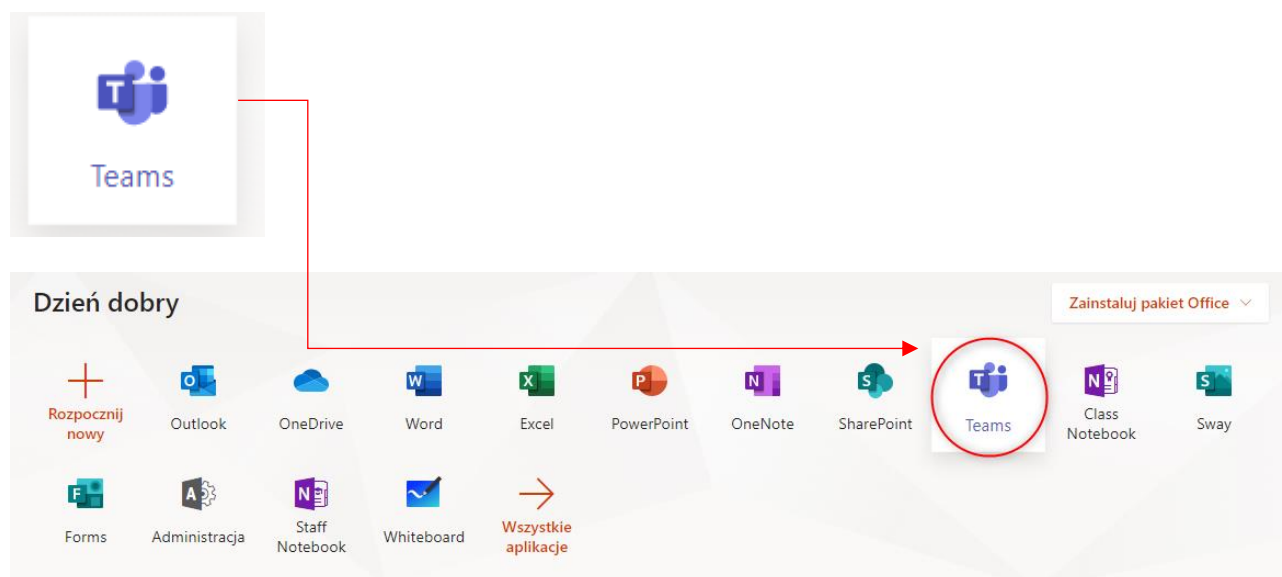 Teams
Dzień dobry
Zainstaluj pakiet Office
Rozpocznij
nowy
Outlook
OneDrive
Word
Excel
PowerPoint
OneNote
SharePoint
Teams
Class
Notebook
Sway
Forms
Administracja
Staff
Notebook
Whiteboard
Wszystkie
aplikacje